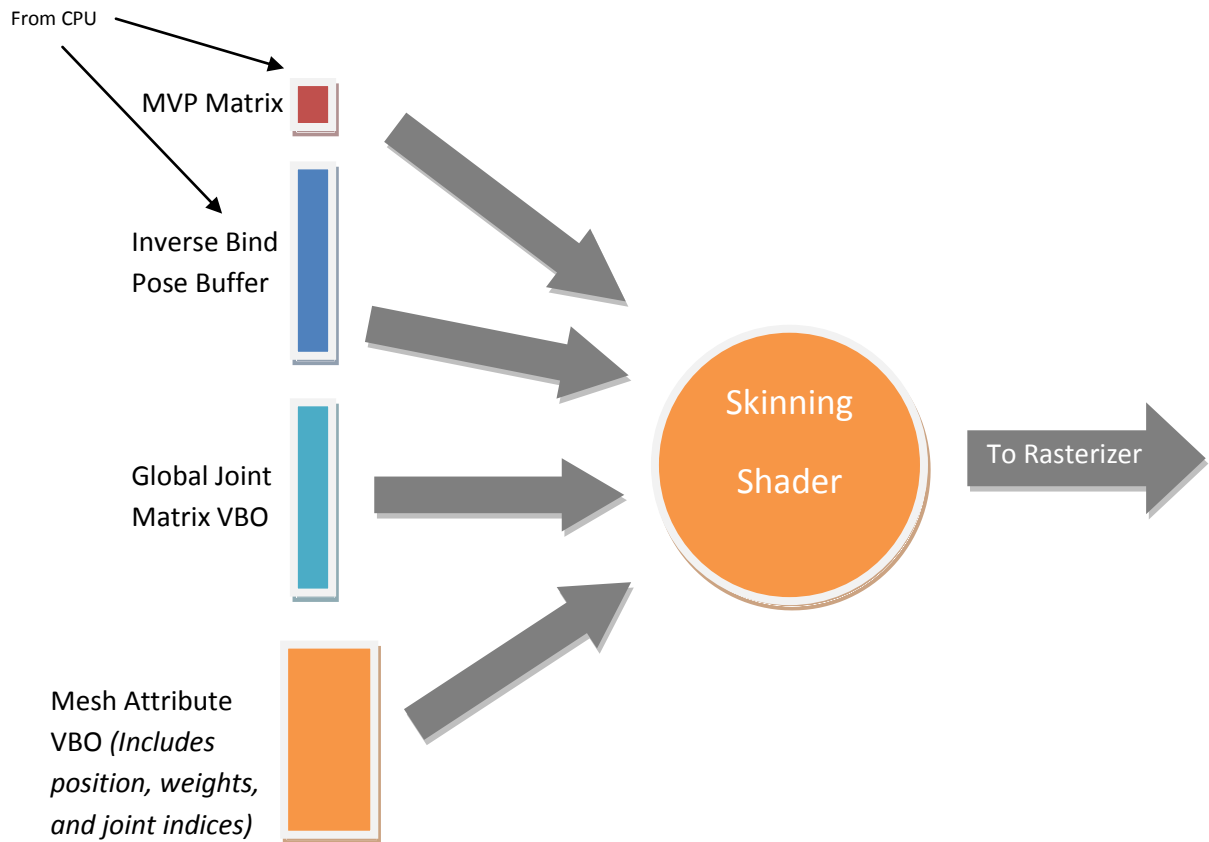 From CPU
MVP Matrix
Inverse Bind
Pose Buffer
Global Joint
Matrix VBO
Mesh Attribute
VBO (Includes
position, weights,
and joint indices)
Skinning
Shader
To Rasterizer